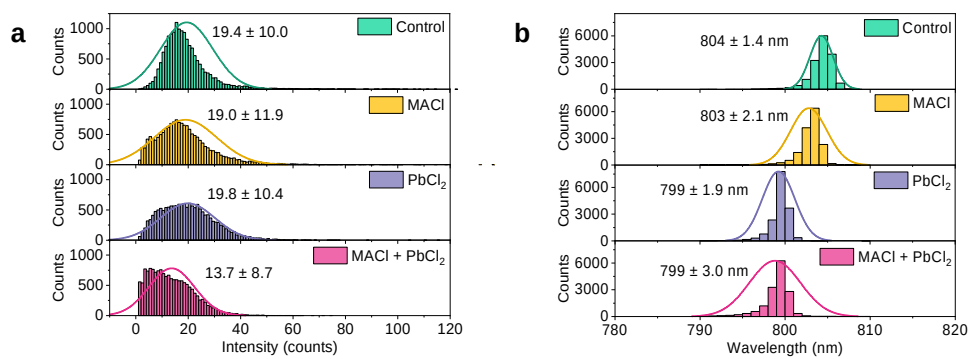 a
Counts
1000
500
0
19.4 ± 10.0
Control
Counts
1000
500
0
19.0 ± 11.9
MACl
Counts
1000
500
0
19.8 ± 10.4
PbCl₂
Counts
1000
500
0
13.7 ± 8.7
MACl + PbCl₂
0 20 40 60 80 100 120
Intensity (counts)
b
Counts
6000
3000
0
804 ± 1.4 nm
Control
Counts
6000
3000
0
803 ± 2.1 nm
MACl
Counts
6000
3000
0
799 ± 1.9 nm
PbCl₂
Counts
6000
3000
0
799 ± 3.0 nm
MACl + PbCl₂
780 790 800 810 820
Wavelength (nm)